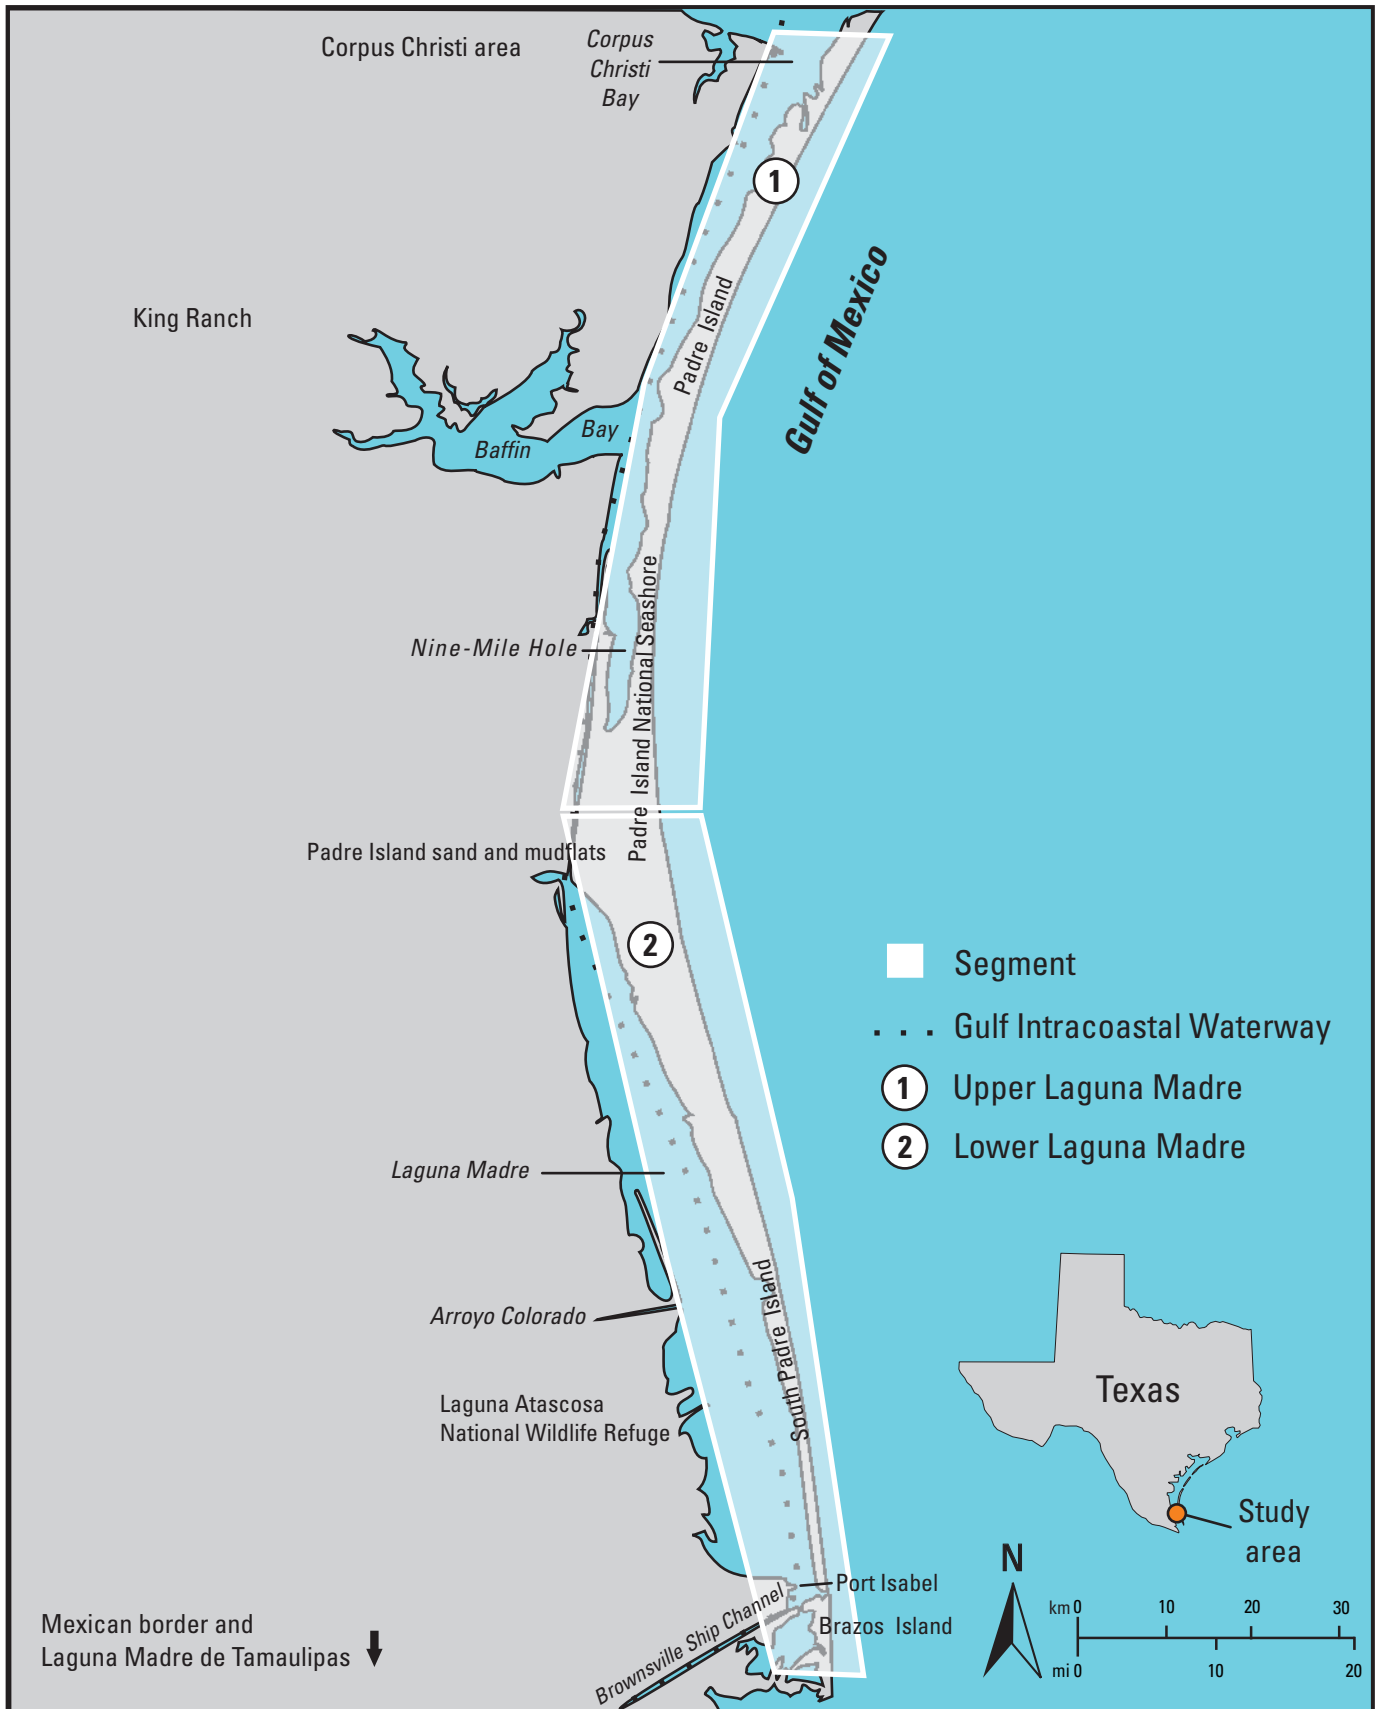 Corpus Christi area
Corpus
Christi
Bay
1
Padre Island
Gulf of Mexico
King Ranch
Baffin
Bay
Nine-Mile Hole
Padre Island National Seashore
Padre Island sand and mudflats
2
Segment
Gulf Intracoastal Waterway
1 Upper Laguna Madre
2 Lower Laguna Madre
Laguna Madre
South Padre Island
Arroyo Colorado
Laguna Atascosa
National Wildlife Refuge
Texas
Study
area
N
Port Isabel
Brazos Island
Brownsville Ship Channel
Mexican border and
Laguna Madre de Tamaulipas
km 0 10 20 30
mi 0 10 20